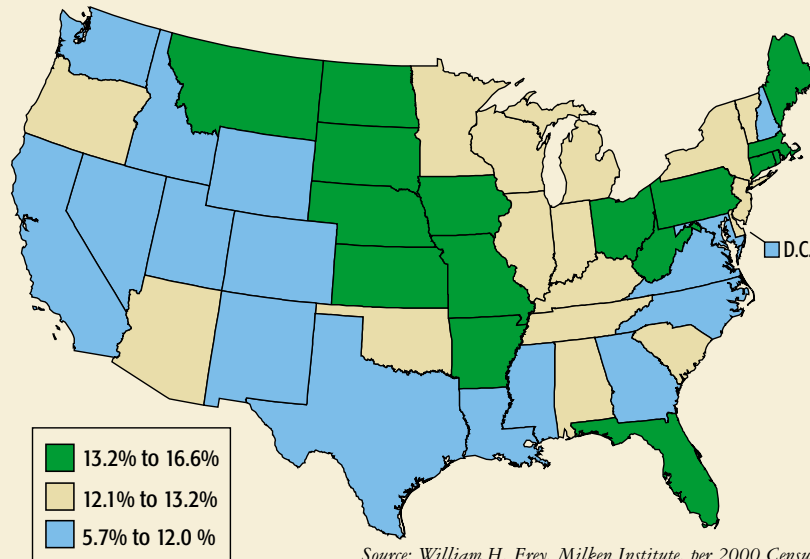 D.C.
13.2% to 16.6%
12.1% to 13.2%
5.7% to 12.0 %
Source: William H. Frey, Milken Institute, per 2000 Census